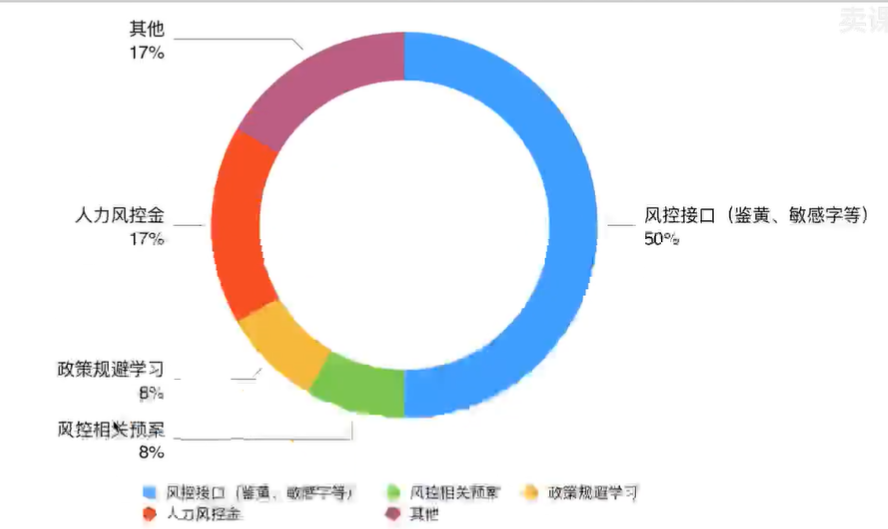 卖课
其他
17%
人力风控金
17%
风控接口（鉴黄、敏感字等）
50%
政策规避学习
8%
风控相关预案
8%
风控接口（鉴黄、敏感字等） 风控相关预案 政策规避学习
人力风控金 其他